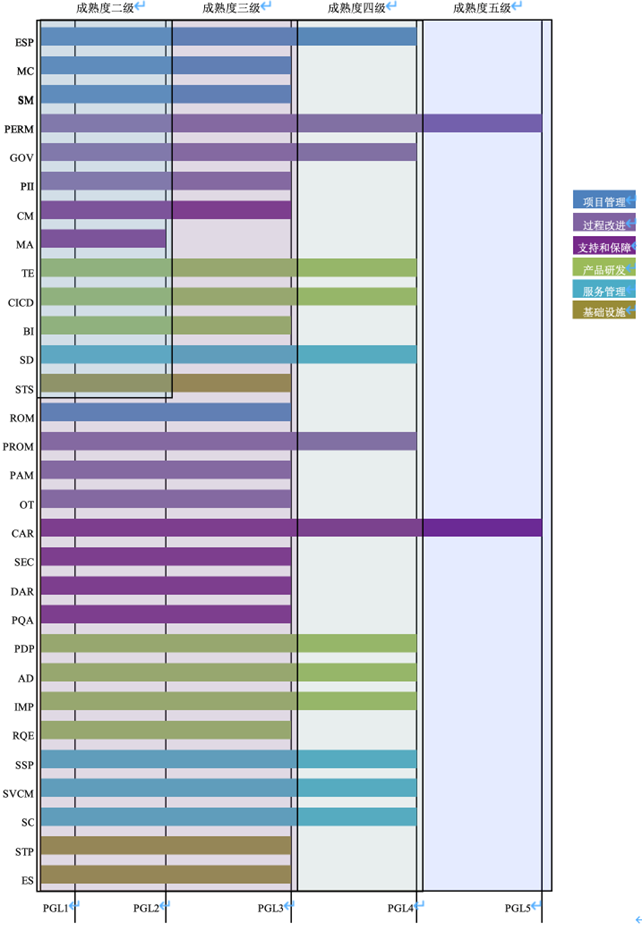 成熟度二级 成熟度三级 成熟度四级 成熟度五级
ESP
MC
SM
PERM
GOV
PII
CM
MA
TE
CICD
BI
SD
STS
ROM
PROM
PAM
OT
CAR
SEC
DAR
PQA
PDP
AD
IMP
RQE
SSP
SVCM
SC
STP
ES
PGL1 PGL2 PGL3 PGL4 PGL5
项目管理
过程改进
支持和保障
产品研发
服务管理
基础设施